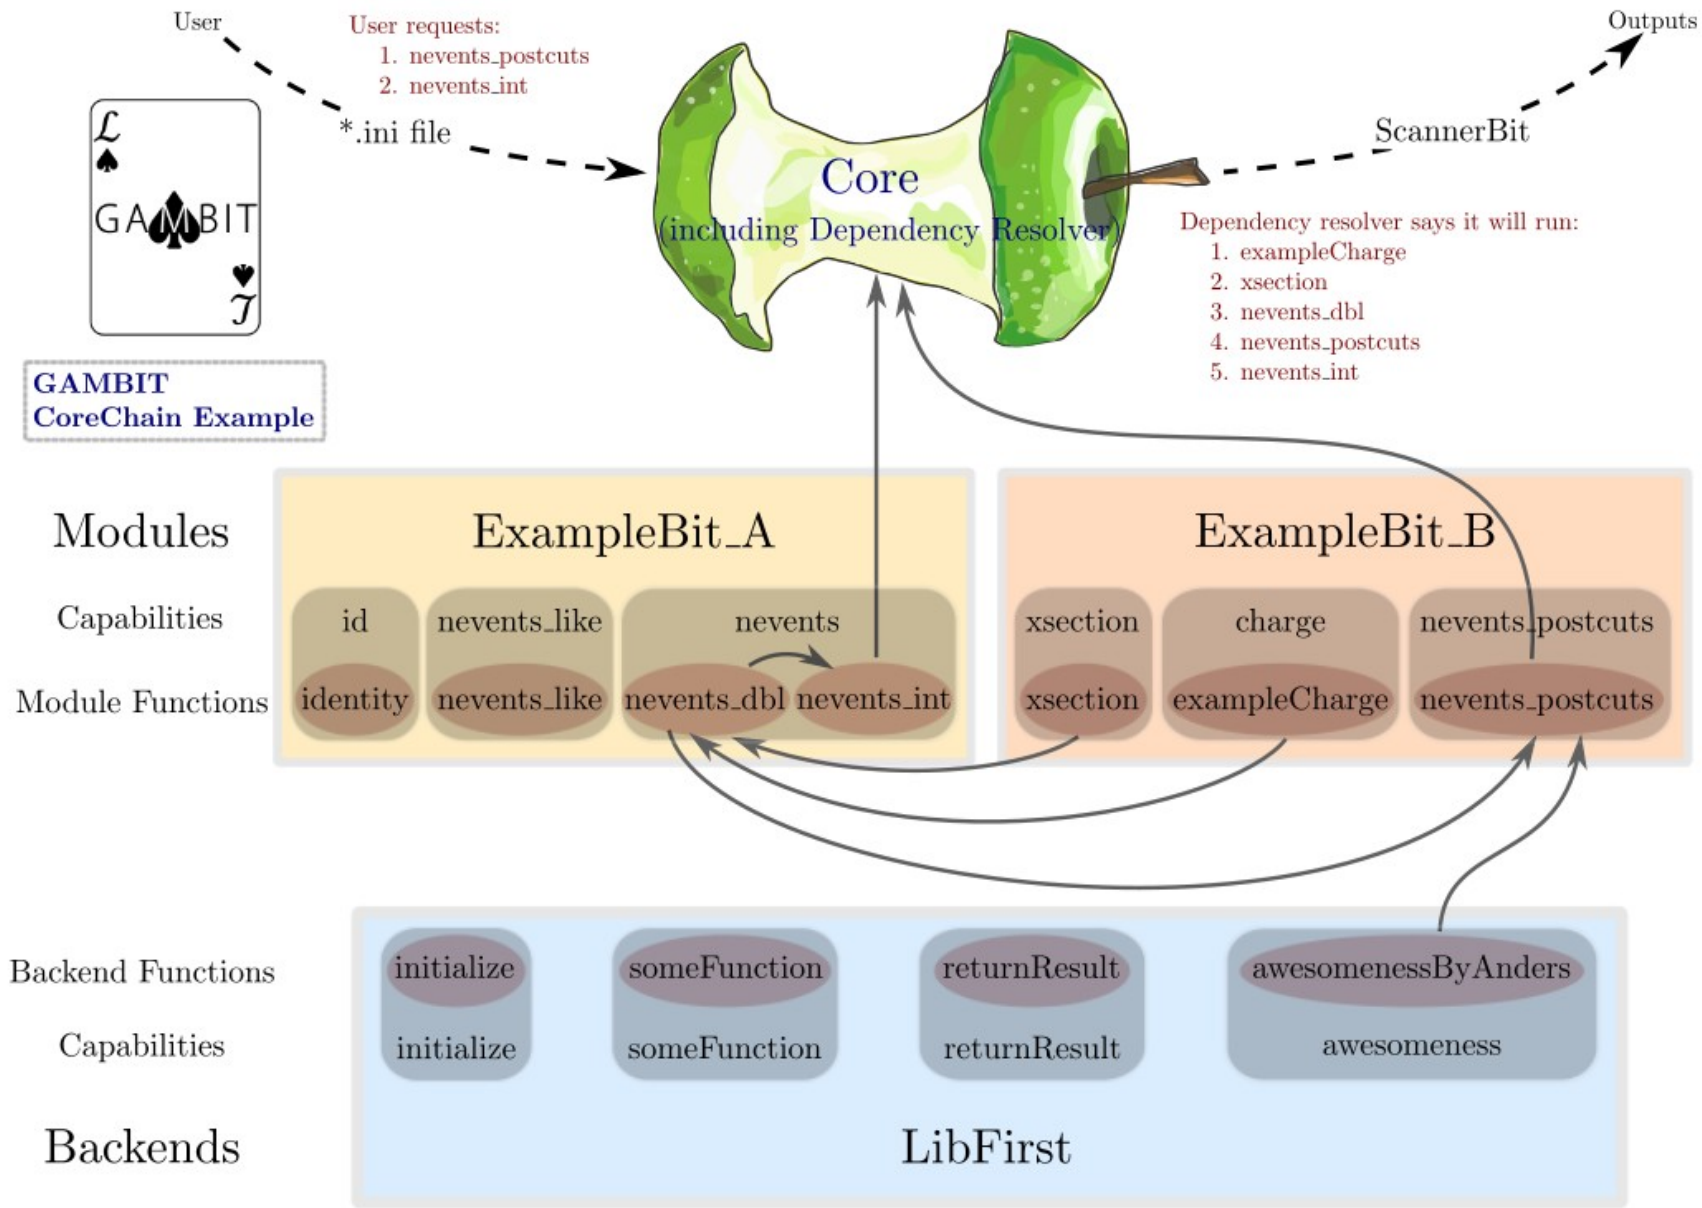 User
User requests:
1. nevents_postcuts
2. nevents_int
*.ini file
Outputs
ScannerBit
ℒ
GAMBIT
ℒ
Core
(including Dependency Resolver)
Dependency resolver says it will run:
1. exampleCharge
2. xsection
3. nevents_dbl
4. nevents_postcuts
5. nevents_int
GAMBIT
CoreChain Example
Modules
ExampleBit_A
ExampleBit_B
Capabilities
id
nevents_like
nevents
xsection
charge
nevents_postcuts
Module Functions
identity
nevents_like
nevents_dbl
nevents_int
xsection
exampleCharge
nevents_postcuts
Backend Functions
initialize
someFunction
returnResult
awesomenessByAnders
Capabilities
initialize
someFunction
returnResult
awesomeness
Backends
LibFirst